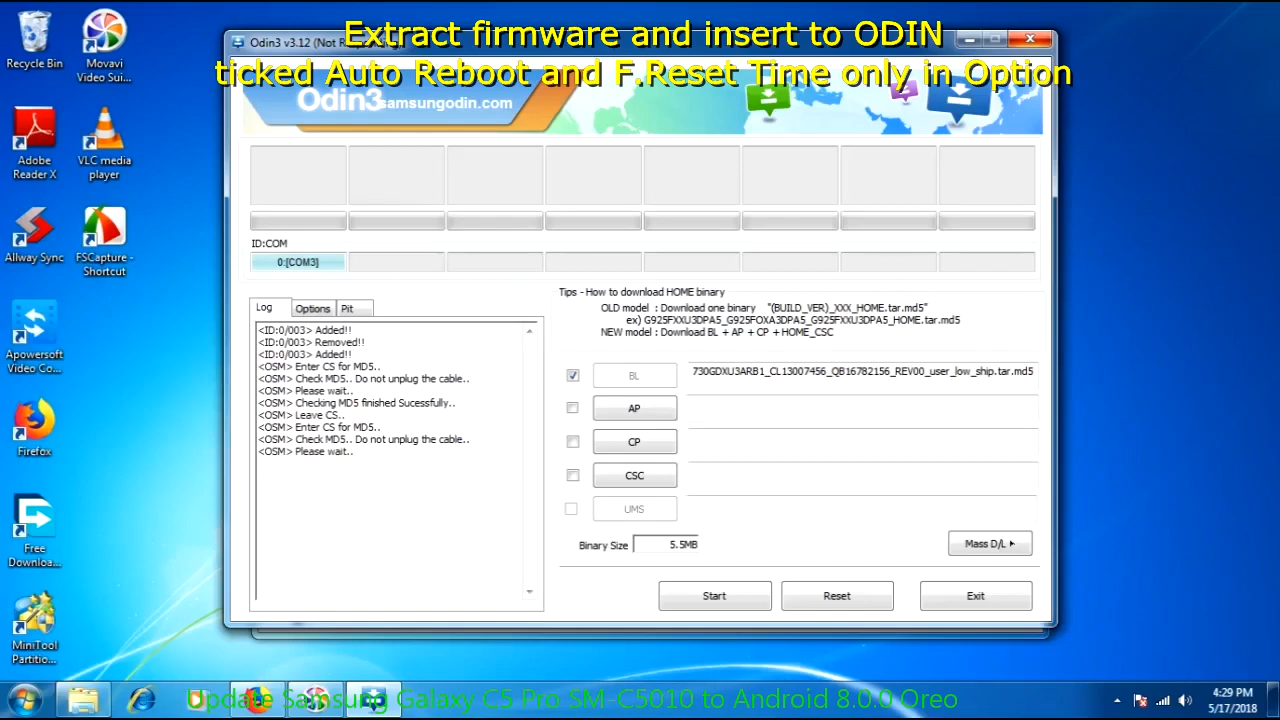 Extract firmware and insert to ODIN
ticked Auto Reboot and F.Reset Time only in Option
Odin3 v3.12 (Not R
Odin3
samsungodin.com
Recycle Bin
Movavi
Video Sui...
Adobe
Reader X
VLC media
player
Allway Sync
FSCapture -
Shortcut
Apowersoft
Video Co...
Firefox
Free
Downloa...
MiniTool
Partitio...
ID:COM
0:[COM3]
Log
Options
Pit
<ID:0/003> Added!!
<ID:0/003> Removed!!
<ID:0/003> Added!!
<OSM> Enter CS for MD5..
<OSM> Check MD5.. Do not unplug the cable..
<OSM> Please wait..
<OSM> Checking MD5 finished Sucessfully..
<OSM> Leave CS..
<OSM> Enter CS for MD5..
<OSM> Check MD5.. Do not unplug the cable..
<OSM> Please wait..
Tips - How to download HOME binary
OLD model : Download one binary "(BUILD_VER)_XXX_HOME.tar.md5"
ex) G925FXXU3DPA5_G925FOXA3DPA5_G925FXXU3DPA5_HOME.tar.md5
NEW model : Download BL + AP + CP + HOME_CSC
BL
730GDXU3ARB1_CL13007456_QB16782156_REV00_user_low_ship.tar.md5
AP
CP
CSC
UMS
Binary Size
5.5MB
Mass D/L
Start
Reset
Exit
Update Samsung Galaxy C5 Pro SM-C5010 to Android 8.0.0 Oreo
4:29 PM
5/17/2018